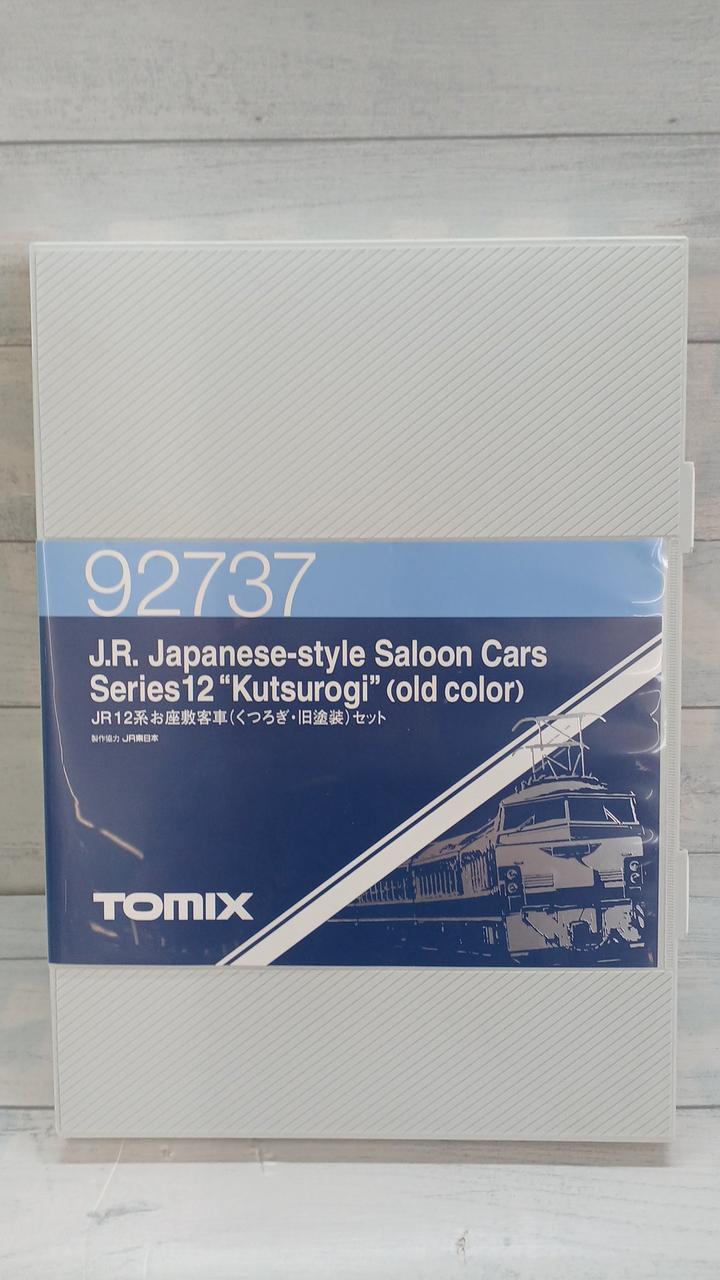 92737
J.R. Japanese-style Saloon Cars
Series12 “Kutsurogi” (old color)
JR12系お座敷客車(くつろぎ・旧塗装)セット
製作協力 JR東日本
TOMIX